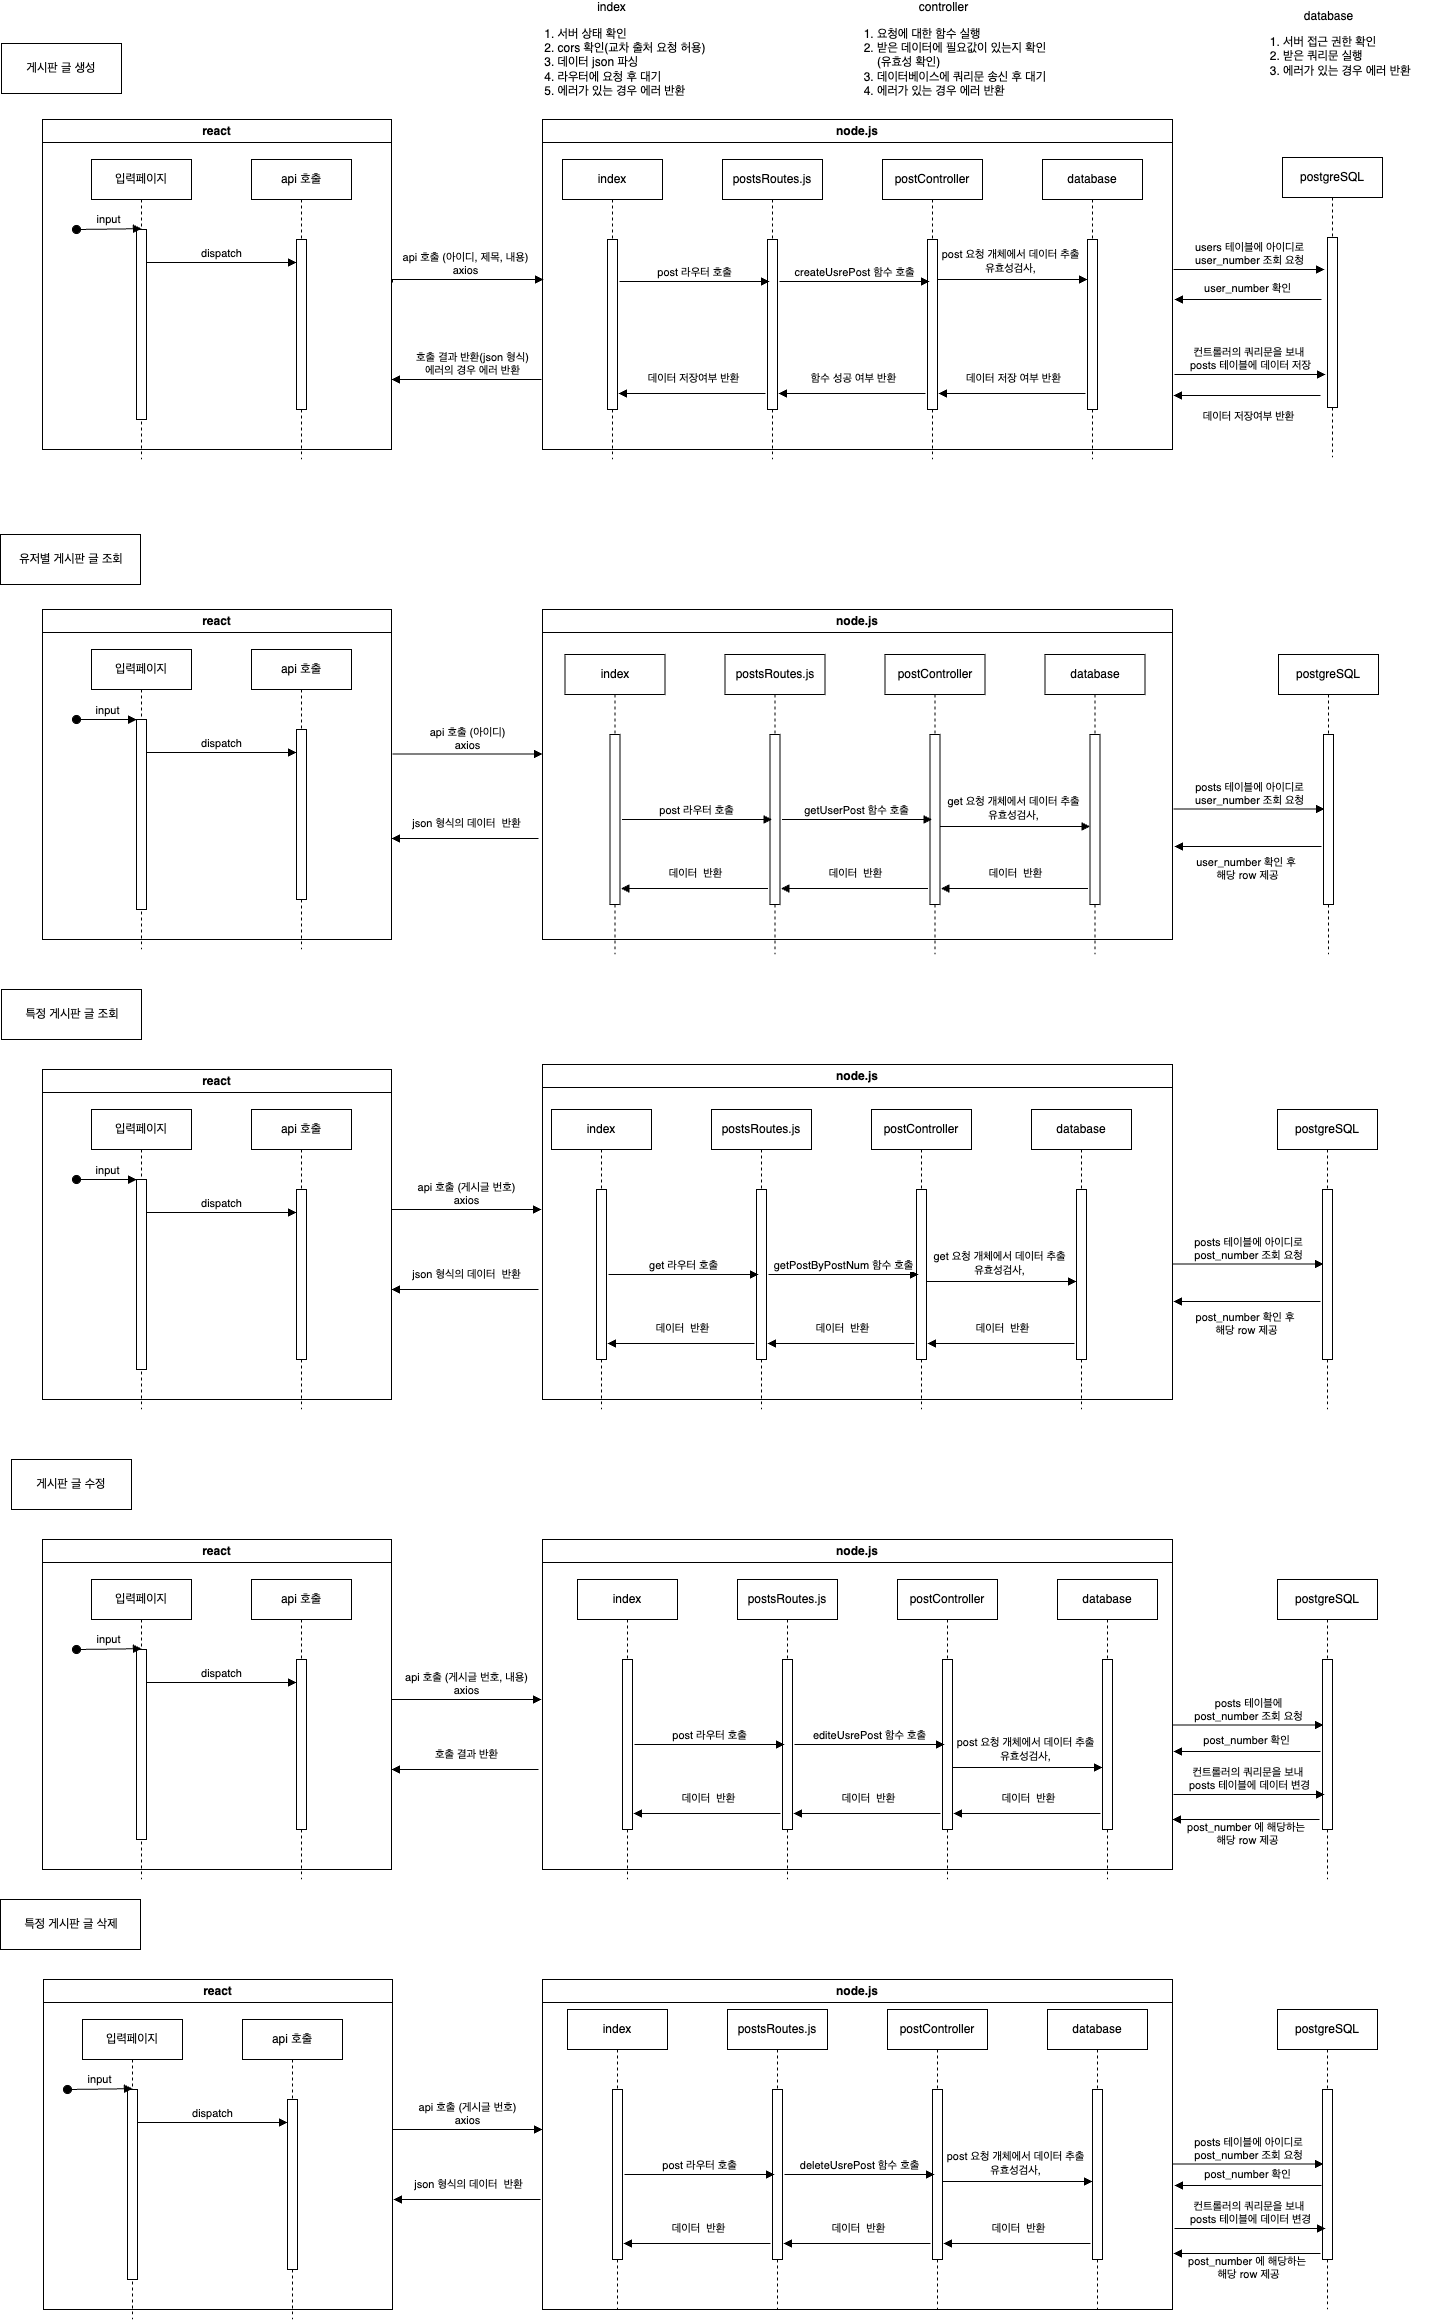 index
1. 서버 상태 확인
2. cors 확인(교차 출처 요청 허용)
3. 데이터 json 파싱
4. 라우터에 요청 후 대기
5. 에러가 있는 경우 에러 반환
controller
1. 요청에 대한 함수 실행
2. 받은 데이터에 필요값이 있는지 확인
(유효성 확인)
3. 데이터베이스에 쿼리문 송신 후 대기
4. 에러가 있는 경우 에러 반환
database
1. 서버 접근 권한 확인
2. 받은 쿼리문 실행
3. 에러가 있는 경우 에러 반환
게시판 글 생성
react
입력페이지
api 호출
input
dispatch
api 호출 (아이디, 제목, 내용)
axios
호출 결과 반환(json 형식)
에러의 경우 에러 반환
node.js
index
postsRoutes.js
postController
database
post 라우터 호출
createUsrePost 함수 호출
post 요청 개체에서 데이터 추출
유효성검사,
데이터 저장여부 반환
함수 성공 여부 반환
데이터 저장 여부 반환
postgreSQL
users 테이블에 아이디로
user_number 조회 요청
user_number 확인
컨트롤러의 쿼리문을 보내
posts 테이블에 데이터 저장
데이터 저장여부 반환
유저별 게시판 글 조회
react
입력페이지
api 호출
input
dispatch
api 호출 (아이디)
axios
json 형식의 데이터 반환
node.js
index
postsRoutes.js
postController
database
post 라우터 호출
getUserPost 함수 호출
get 요청 개체에서 데이터 추출
유효성검사,
데이터 반환
데이터 반환
데이터 반환
postgreSQL
posts 테이블에 아이디로
user_number 조회 요청
user_number 확인 후
해당 row 제공
특정 게시판 글 조회
react
입력페이지
api 호출
input
dispatch
api 호출 (게시글 번호)
axios
json 형식의 데이터 반환
node.js
index
postsRoutes.js
postController
database
get 라우터 호출
getPostByPostNum 함수 호출
get 요청 개체에서 데이터 추출
유효성검사,
데이터 반환
데이터 반환
데이터 반환
postgreSQL
posts 테이블에 아이디로
post_number 조회 요청
post_number 확인 후
해당 row 제공
게시판 글 수정
react
입력페이지
api 호출
input
dispatch
api 호출 (게시글 번호, 내용)
axios
호출 결과 반환
node.js
index
postsRoutes.js
postController
database
post 라우터 호출
editeUsrePost 함수 호출
post 요청 개체에서 데이터 추출
유효성검사,
데이터 반환
데이터 반환
데이터 반환
postgreSQL
posts 테이블에
post_number 조회 요청
post_number 확인
컨트롤러의 쿼리문을 보내
posts 테이블에 데이터 변경
post_number 에 해당하는
해당 row 제공
특정 게시판 글 삭제
react
입력페이지
api 호출
input
dispatch
api 호출 (게시글 번호)
axios
json 형식의 데이터 반환
node.js
index
postsRoutes.js
postController
database
post 라우터 호출
deleteUsrePost 함수 호출
post 요청 개체에서 데이터 추출
유효성검사,
데이터 반환
데이터 반환
데이터 반환
postgreSQL
posts 테이블에 아이디로
post_number 조회 요청
post_number 확인
컨트롤러의 쿼리문을 보내
posts 테이블에 데이터 변경
post_number 에 해당하는
해당 row 제공